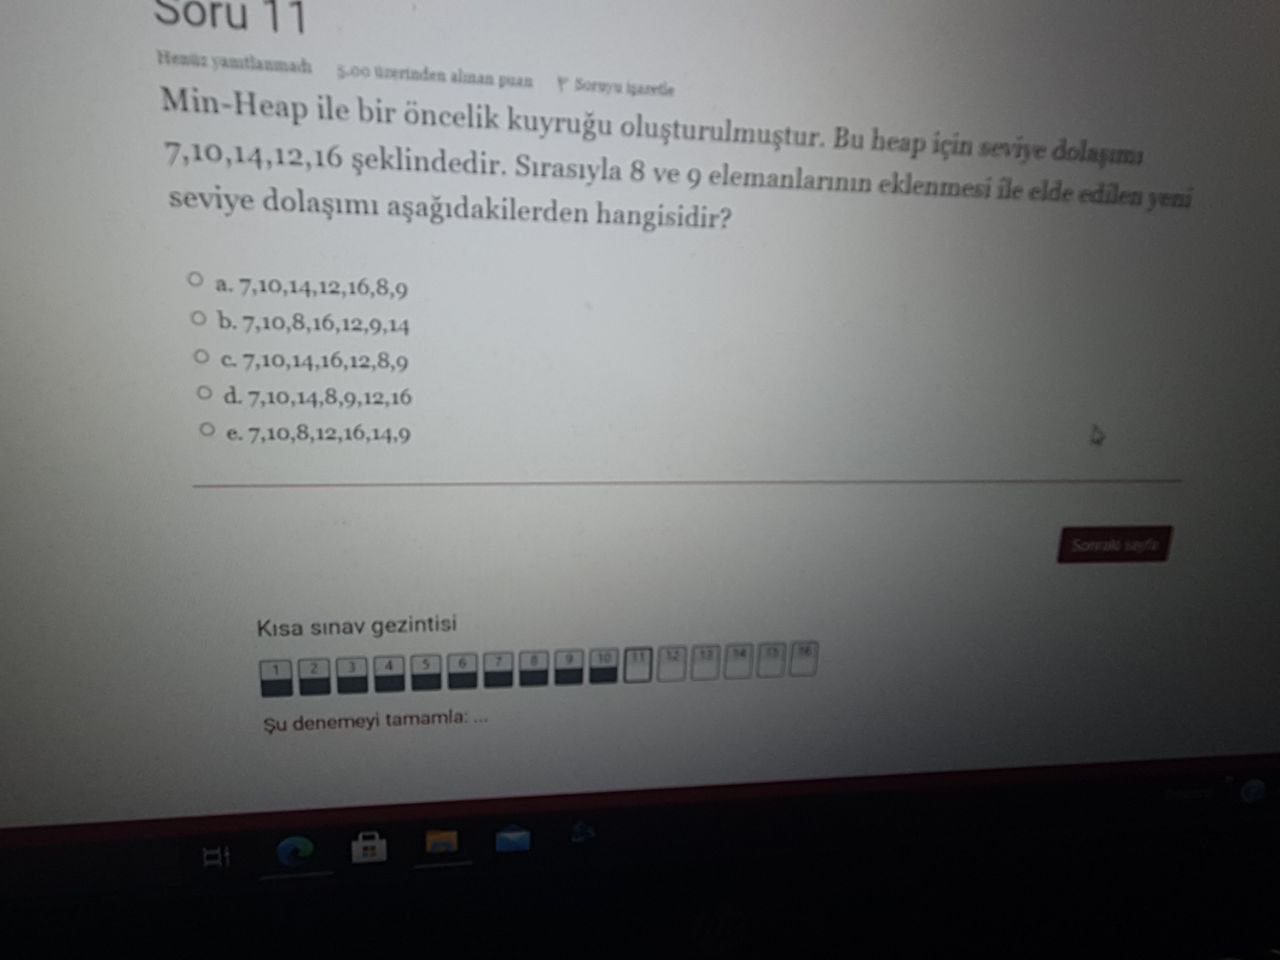 Soru 11
Henüz yanıtlanmadı 5,00 üzerinden alınan puan Soruyu işaretle
Min-Heap ile bir öncelik kuyruğu oluşturulmuştur. Bu heap için seviye dolaşımı
7,10,14,12,16 şeklindedir. Sırasıyla 8 ve 9 elemanlarının eklenmesi ile elde edilen yeni
seviye dolaşımı aşağıdakilerden hangisidir?
a. 7,10,14,12,16,8,9
b. 7,10,8,16,12,9,14
c. 7,10,14,16,12,8,9
d. 7,10,14,8,9,12,16
e. 7,10,8,12,16,14,9
Sonraki sayfa
Kısa sınav gezintisi
1 2 3 4 5 6 7 8 9 10 11 12 13 14 15 16
Şu denemeyi tamamla: ...